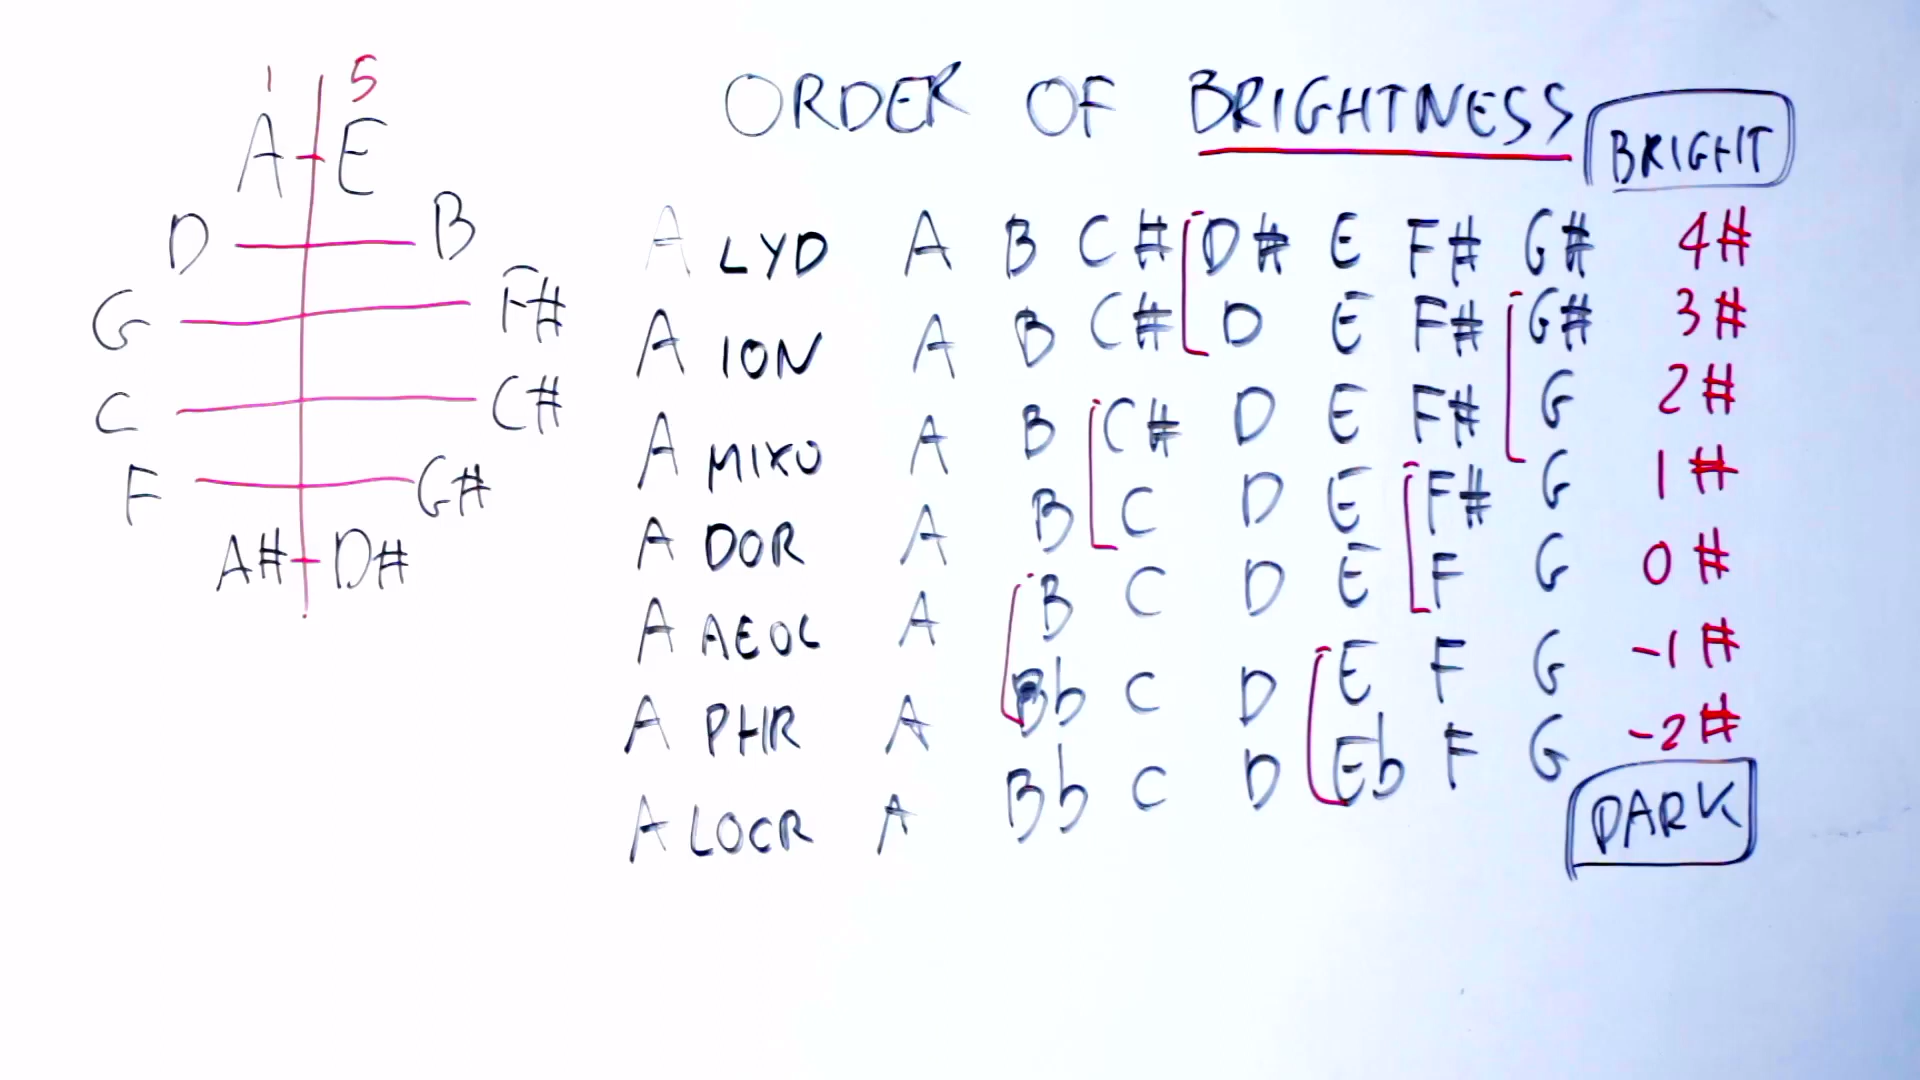 1 5
A E
D B
G F#
C C#
F G#
A# D#
ORDER OF BRIGHTNESS
BRIGHT
A LYD A B C# D# E F# G# 4#
A ION A B C# D E F# G# 3#
A MIXO A B C# D E F# G 2#
A DOR A B C D E F# G 1#
A AEOL A B C D E F G 0#
A PHR A Bb C D E F G -1#
A LOCR A Bb C D Eb F G -2#
DARK